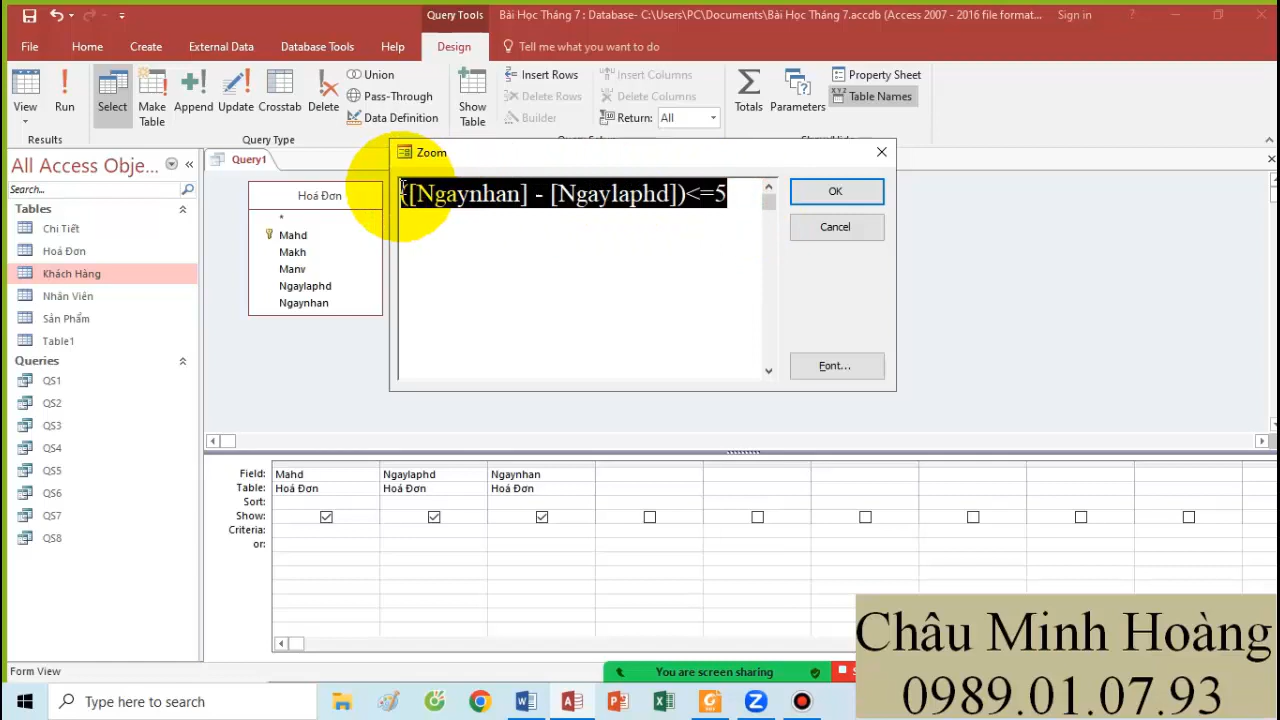 Query Tools
Bài Học Tháng 7 : Database- C:\Users\PC\Documents\Bài Học Tháng 7.accdb (Access 2007 - 2016 file format...
Sign in
File Home Create External Data Database Tools Help Design Tell me what you want to do
View Run Select Make Table Append Update Crosstab Delete
Union
Pass-Through
Data Definition
Show Table
Insert Rows
Delete Rows
Builder
Insert Columns
Delete Columns
Return: All
Totals Parameters
Property Sheet
Table Names
Results Query Type
All Access Obje...
Search...
Tables
Chi Tiết
Hoá Đơn
Khách Hàng
Nhân Viên
Sản Phẩm
Table1
Queries
QS1
QS2
QS3
QS4
QS5
QS6
QS7
QS8
Query1
Hoá Đơn
*
Mahd
Makh
Manv
Ngaylaphd
Ngaynhan
Zoom
([Ngaynhan] - [Ngaylaphd])<=5
OK
Cancel
Font...
Field: Mahd Ngaylaphd Ngaynhan
Table: Hoá Đơn Hoá Đơn Hoá Đơn
Sort:
Show:
Criteria:
or:
Form View
You are screen sharing
Châu Minh Hoàng
0989.01.07.93
Type here to search